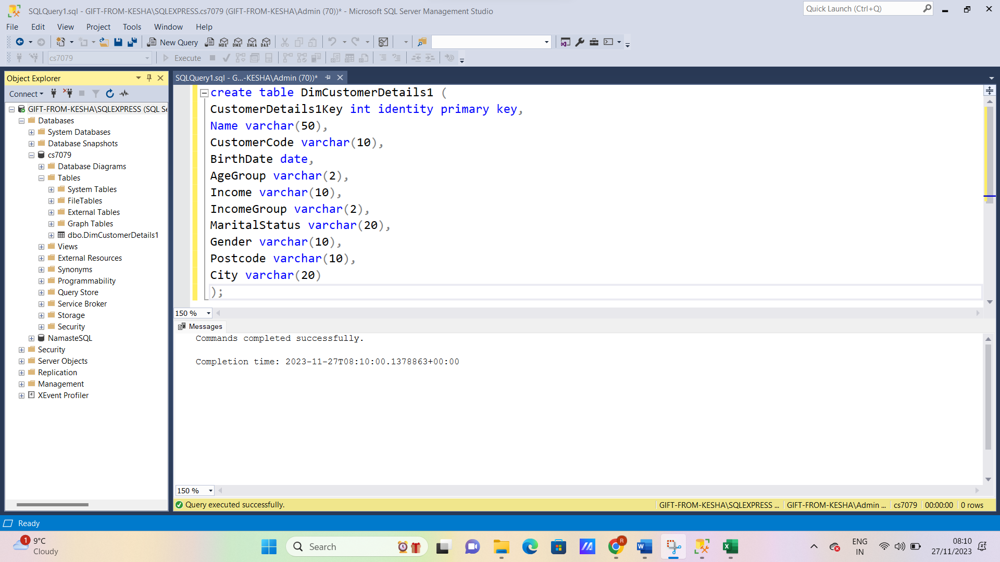 SQLQuery1.sql - GIFT-FROM-KESHA\SQLEXPRESS.cs7079 (GIFT-FROM-KESHA\Admin (70))* - Microsoft SQL Server Management Studio
Quick Launch (Ctrl+Q)
File Edit View Project Tools Window Help
New Query MDX DMX XMLA DAX
cs7079 Execute
Object Explorer
SQLQuery1.sql - G...-KESHA\Admin (70))*
Connect
GIFT-FROM-KESHA\SQLEXPRESS (SQL Se
Databases
System Databases
Database Snapshots
cs7079
Database Diagrams
Tables
System Tables
FileTables
External Tables
Graph Tables
dbo.DimCustomerDetails1
Views
External Resources
Synonyms
Programmability
Query Store
Service Broker
Storage
Security
NamasteSQL
Security
Server Objects
Replication
Management
XEvent Profiler
create table DimCustomerDetails1 (
CustomerDetails1Key int identity primary key,
Name varchar(50),
CustomerCode varchar(10),
BirthDate date,
AgeGroup varchar(2),
Income varchar(10),
IncomeGroup varchar(2),
MaritalStatus varchar(20),
Gender varchar(10),
Postcode varchar(10),
City varchar(20)
);
150 %
Messages
Commands completed successfully.
Completion time: 2023-11-27T08:10:00.1378863+00:00
150 %
Query executed successfully. GIFT-FROM-KESHA\SQLEXPRESS ... GIFT-FROM-KESHA\Admin ... cs7079 00:00:00 0 rows
Ready
1
9°C
Cloudy
Search
R
ENG
IN
08:10
27/11/2023